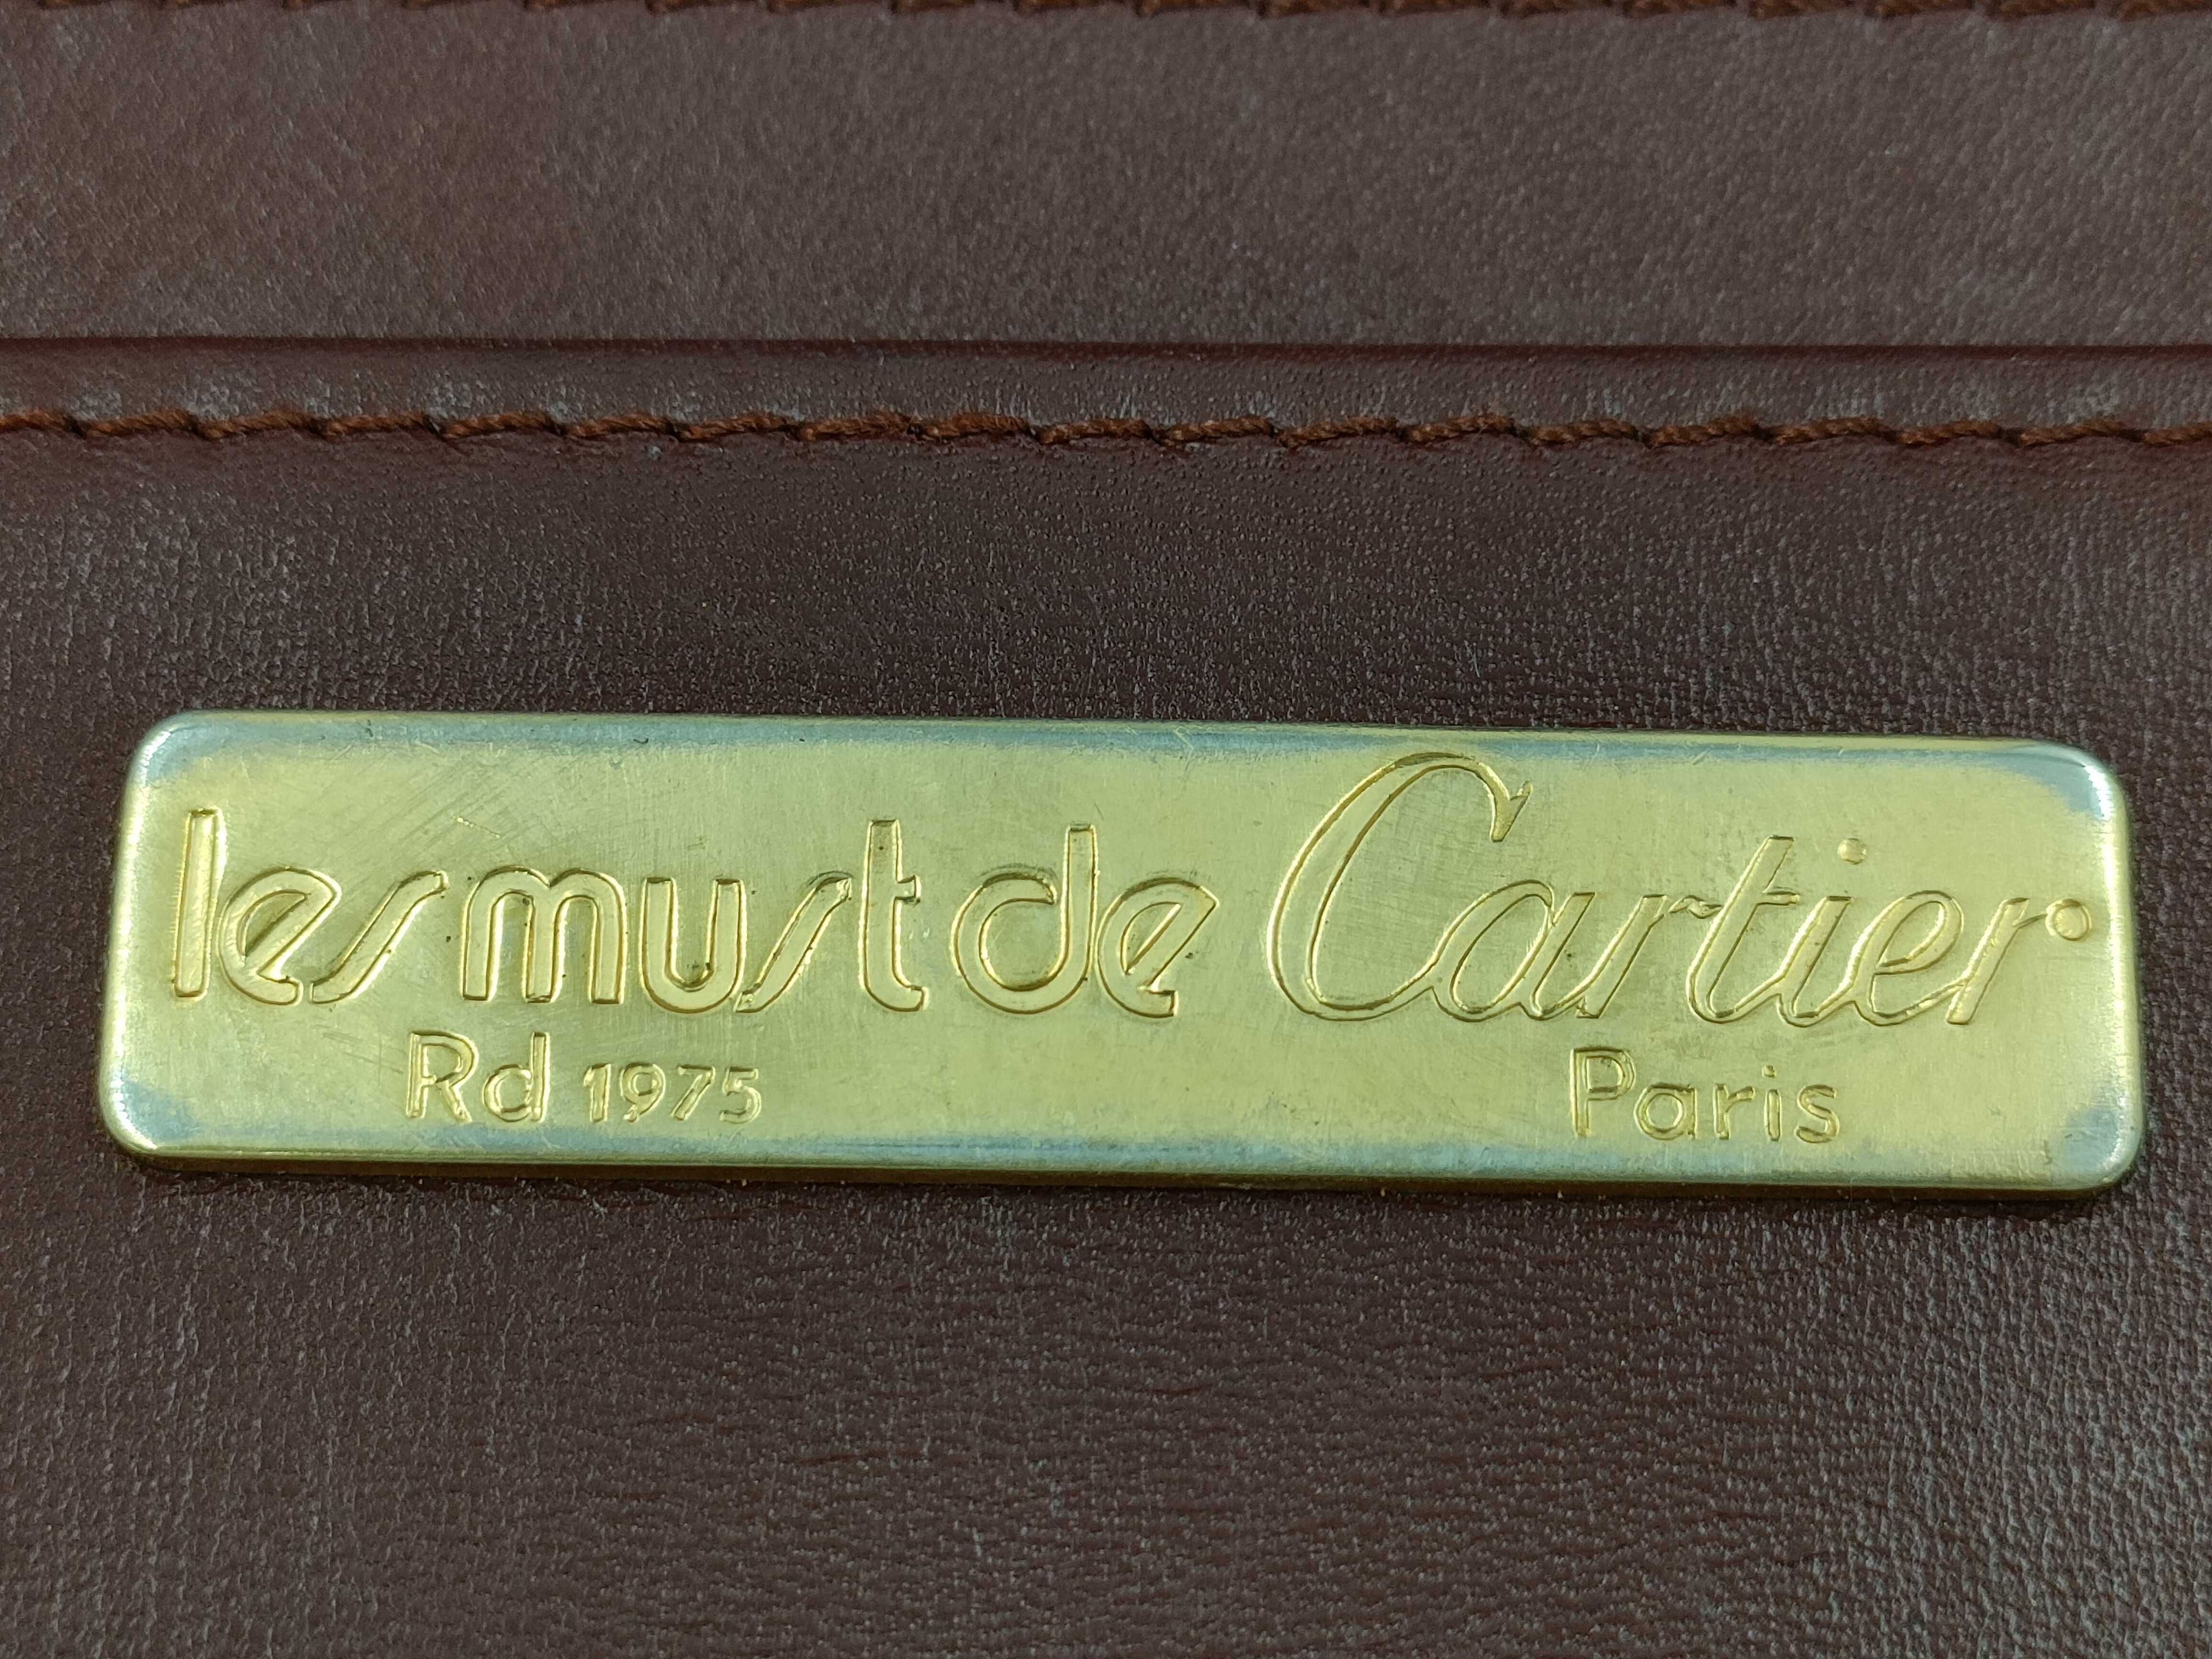 les must de Cartier
Rd 1975 Paris